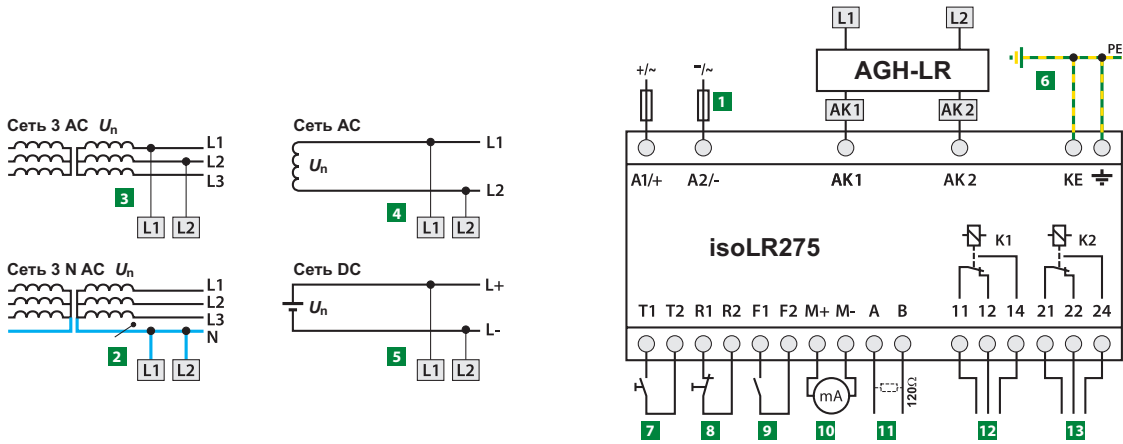 Сеть 3 AC Un
L1
L2
L3
3
L1 L2
Сеть AC
Un
L1
L2
4
L1 L2
Сеть 3 N AC Un
L1
L2
L3
N
2
L1 L2
Сеть DC
Un
L+
L-
5
L1 L2
L1 L2
AGH-LR
AK1 AK2
+/~ -/~
1
6
PE
A1/+ A2/- AK1 AK2 KE
isoLR275
K1 K2
T1 T2 R1 R2 F1 F2 M+ M- A B 11 12 14 21 22 24
mA
120Ω
7 8 9 10 11 12 13